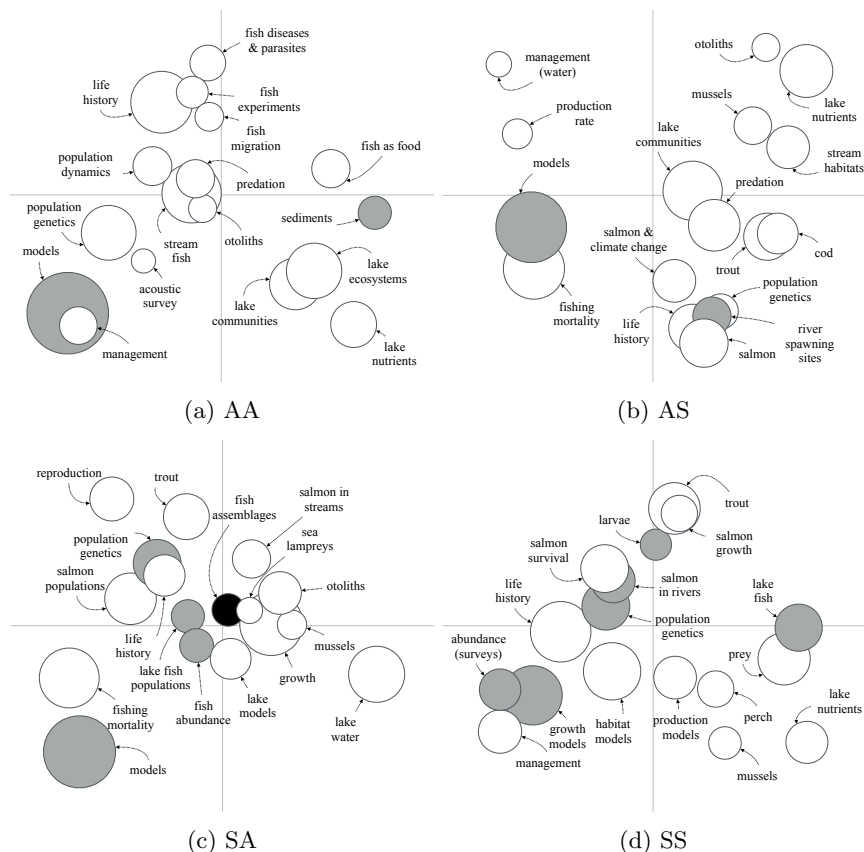 fish diseases
& parasites
life
history
fish
experiments
fish
migration
population
dynamics
fish as food
predation
population
genetics
sediments
models
stream
fish
otoliths
acoustic
survey
lake
ecosystems
lake
communities
management
lake
nutrients
(a) AA
otoliths
management
(water)
lake
nutrients
mussels
production
rate
stream
habitats
lake
communities
models
predation
salmon &
climate change
trout
cod
population
genetics
fishing
mortality
life
history
river
spawning
sites
salmon
(b) AS
reproduction
trout
fish
assemblages
salmon in
streams
sea
lampreys
population
genetics
salmon
populations
otoliths
life
history
mussels
lake fish
populations
growth
fish
abundance
lake
models
fishing
mortality
lake
water
models
(c) SA
trout
larvae
salmon
growth
salmon
survival
salmon
in rivers
lake
fish
life
history
population
genetics
abundance
(surveys)
prey
lake
nutrients
growth
models
habitat
models
production
models
perch
management
mussels
(d) SS